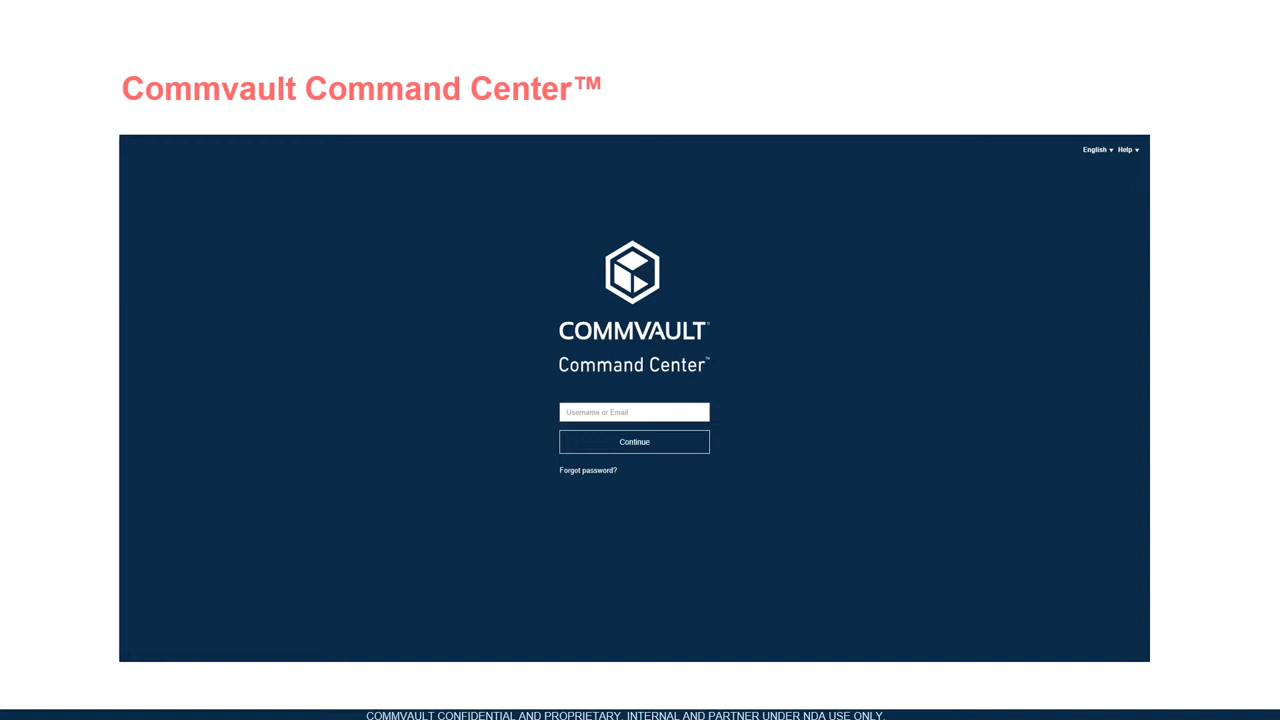 Commvault Command Center™
English Help
COMMVAULT®
Command Center™
Username or Email
Continue
Forgot password?
COMMVAULT CONFIDENTIAL AND PROPRIETARY. INTERNAL AND PARTNER UNDER NDA USE ONLY.